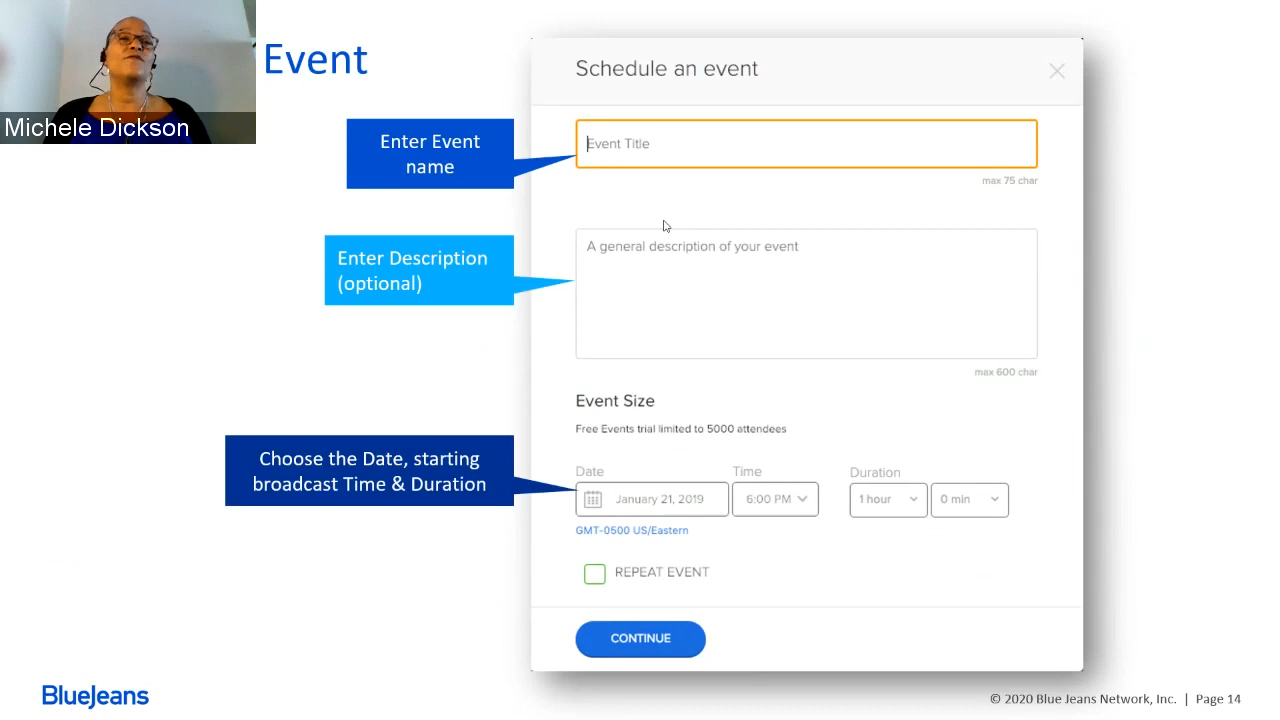 Event
Michele Dickson
Enter Event
name
Enter Description
(optional)
Choose the Date, starting
broadcast Time & Duration
Schedule an event
Event Title
max 75 char
A general description of your event
max 600 char
Event Size
Free Events trial limited to 5000 attendees
Date Time Duration
January 21, 2019 6:00 PM 1 hour 0 min
GMT-0500 US/Eastern
REPEAT EVENT
CONTINUE
BlueJeans
© 2020 Blue Jeans Network, Inc. | Page 14